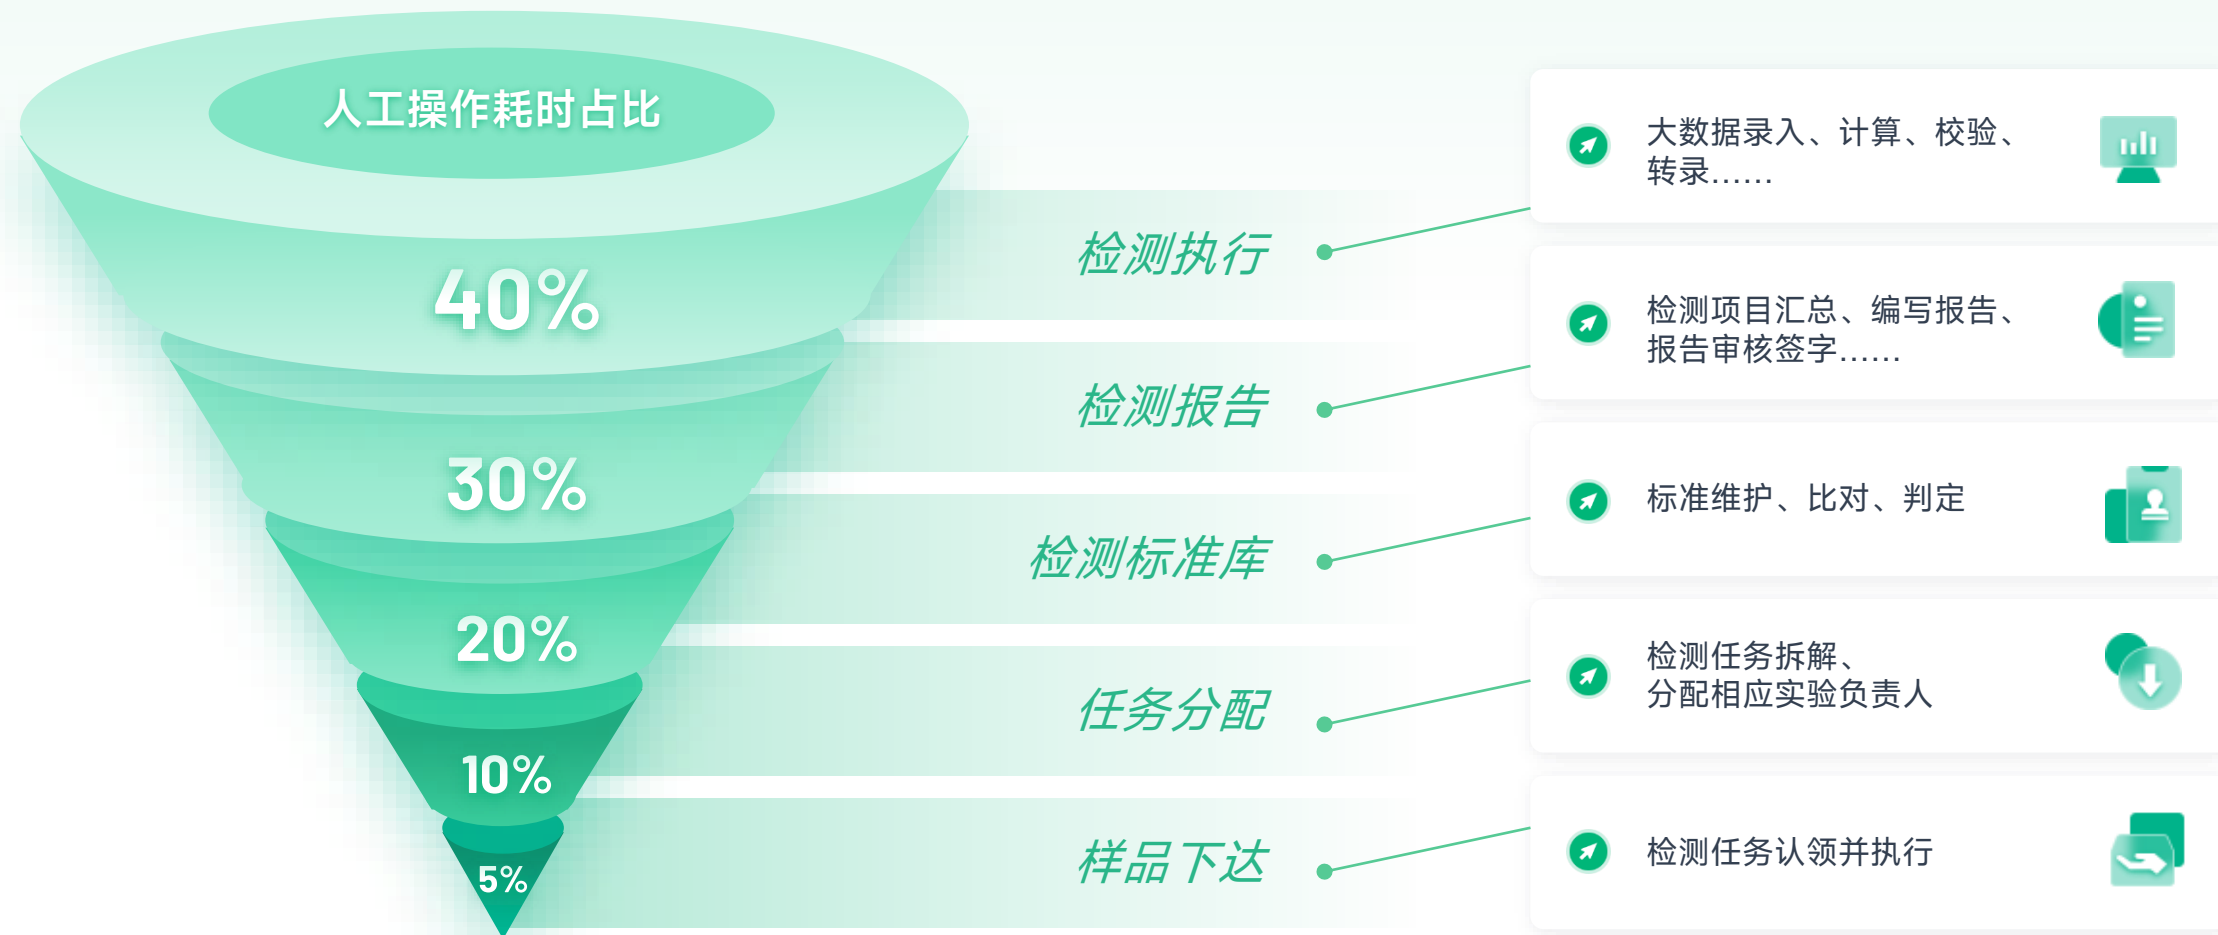 人工操作耗时占比
40%
检测执行
大数据录入、计算、校验、
转录......
30%
检测报告
检测项目汇总、编写报告、
报告审核签字......
20%
检测标准库
标准维护、比对、判定
10%
任务分配
检测任务拆解、
分配相应实验负责人
5%
样品下达
检测任务认领并执行